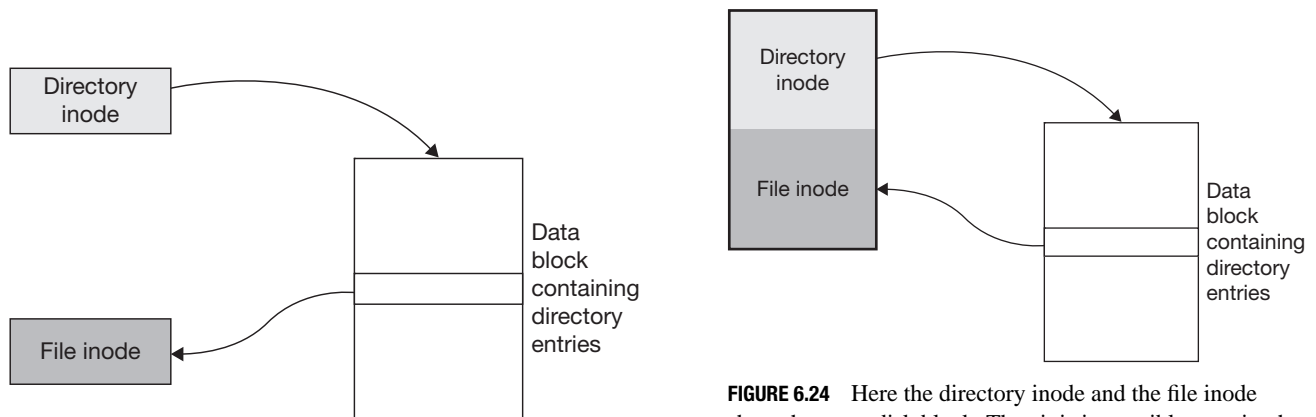 Directory
inode
File inode
Data
block
containing
directory
entries
Directory
inode
File inode
Data
block
containing
directory
entries
FIGURE 6.24 Here the directory inode and the file inode